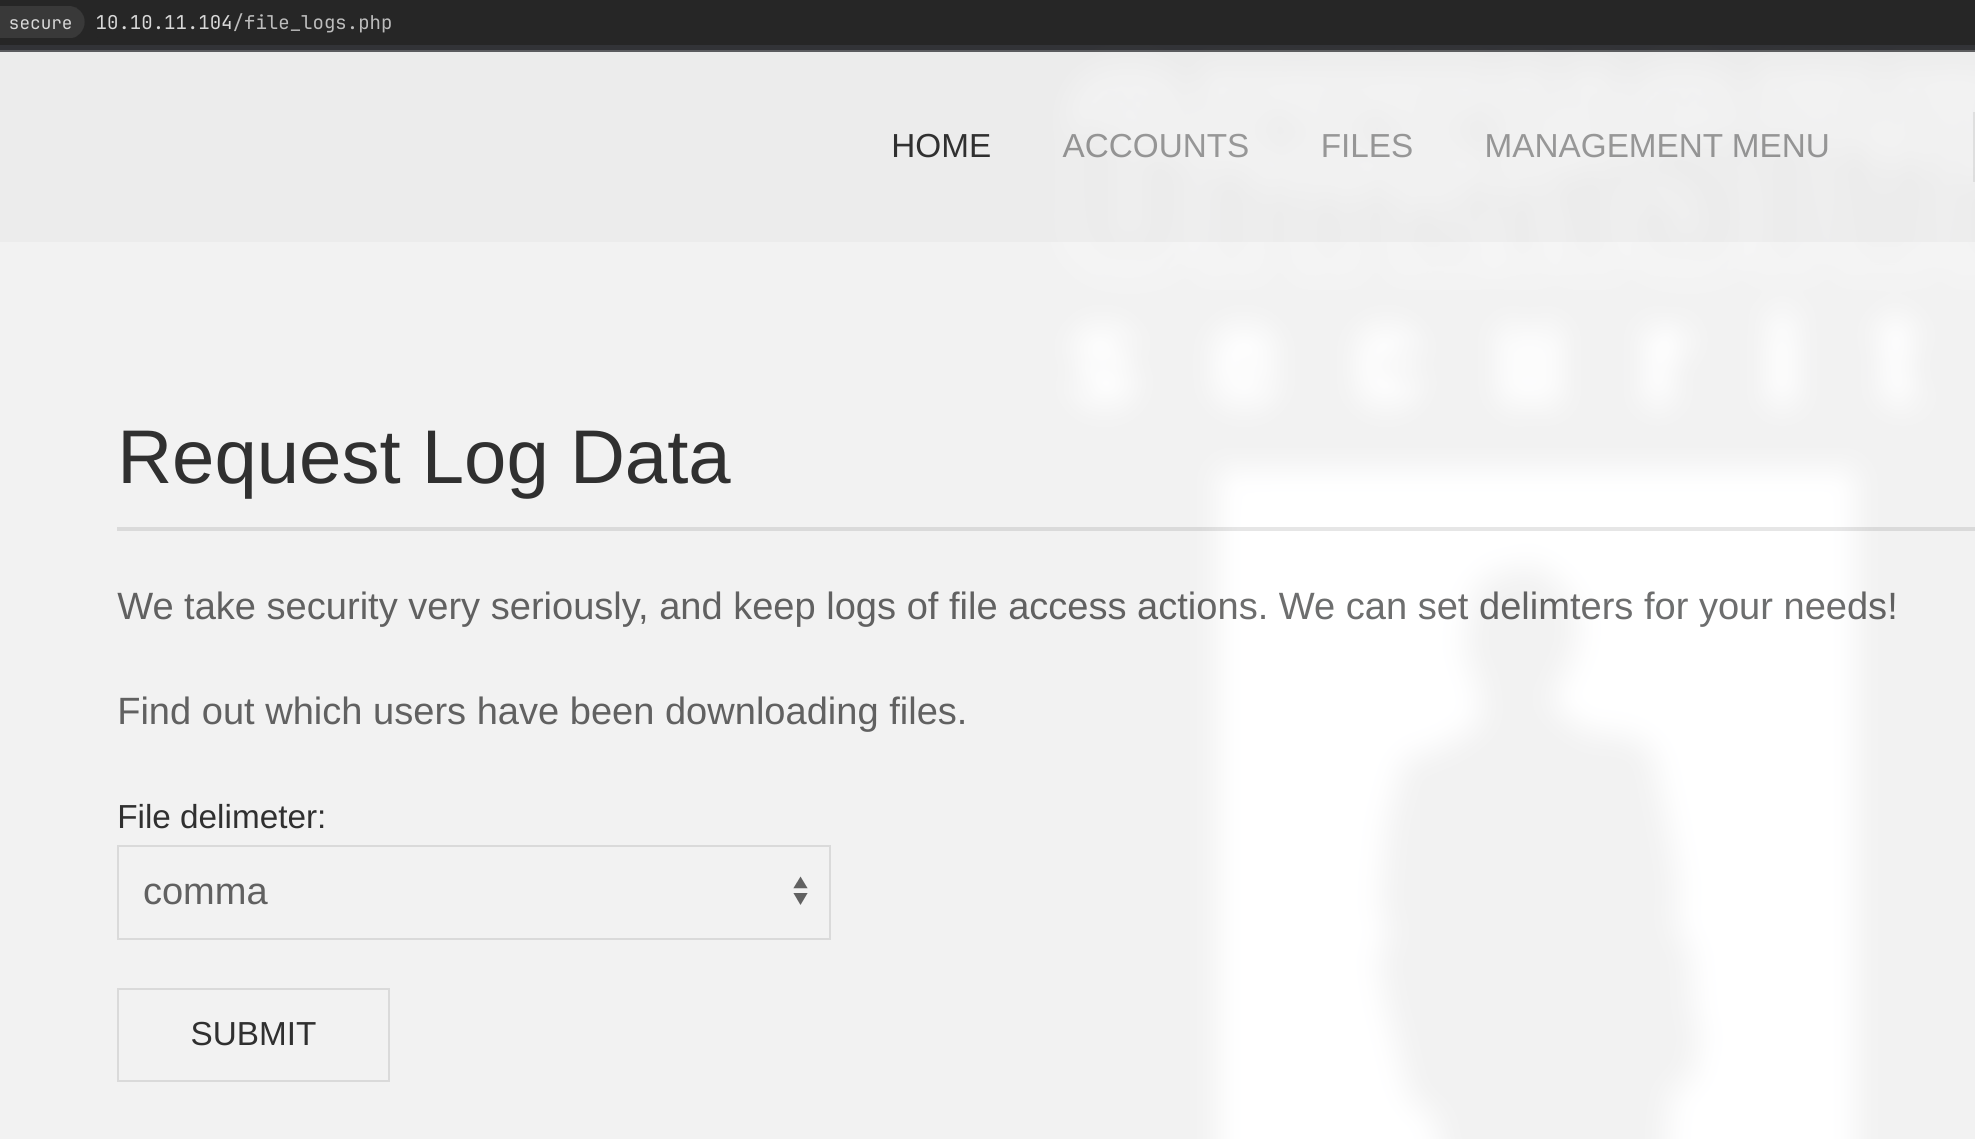 secure 10.10.11.104/file_logs.php
HOME ACCOUNTS FILES MANAGEMENT MENU
s e c u r i t
Request Log Data
We take security very seriously, and keep logs of file access actions. We can set delimters for your needs!
Find out which users have been downloading files.
File delimeter:
comma
SUBMIT